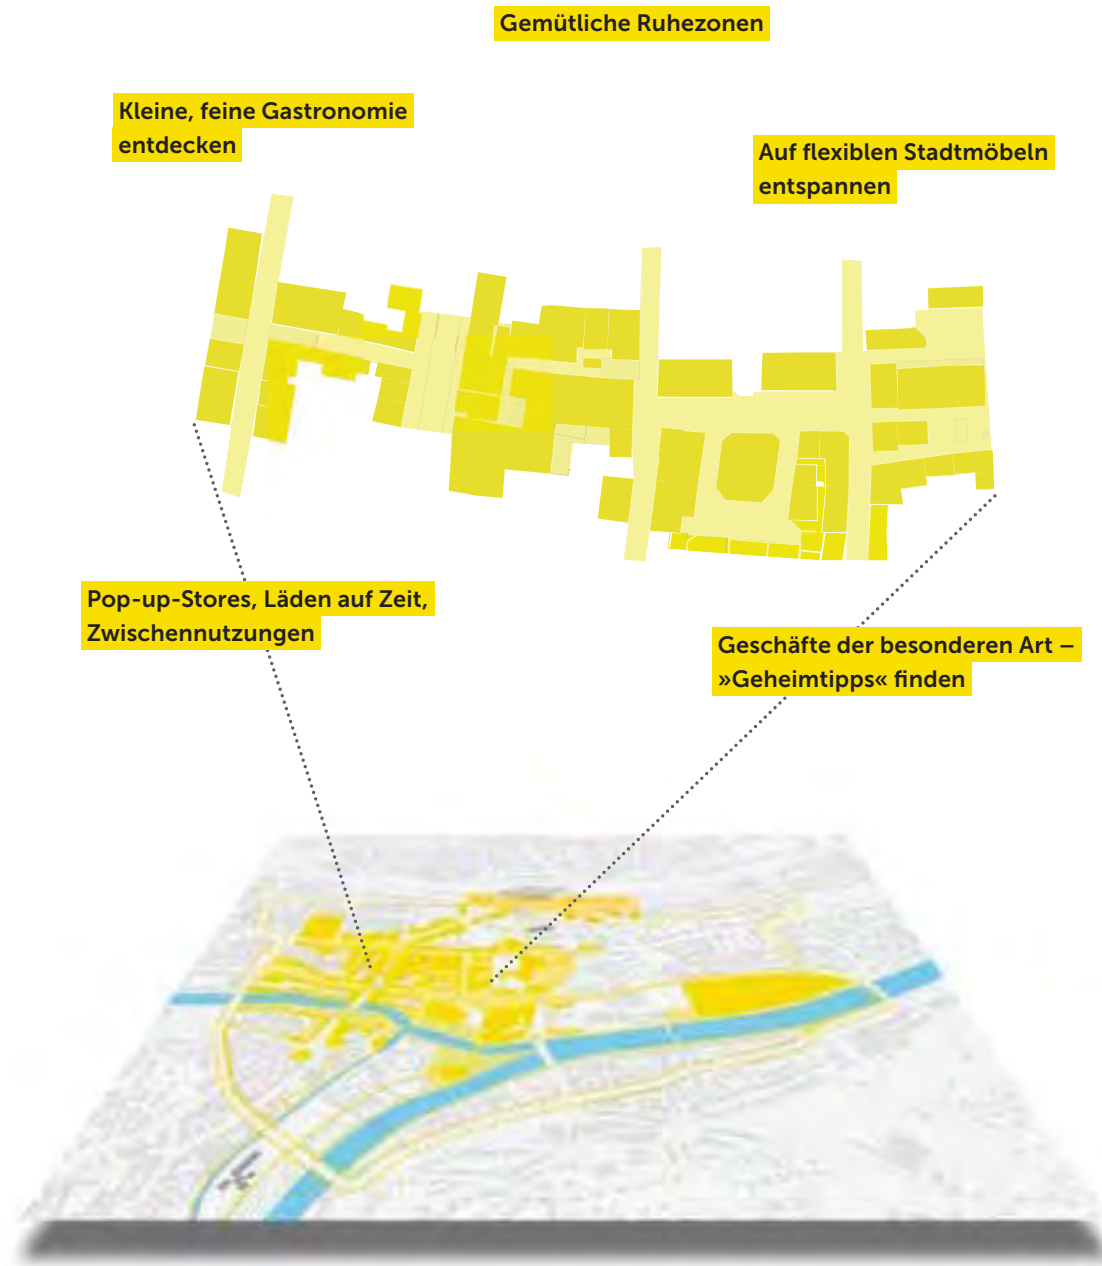 Gemütliche Ruhezonen
Kleine, feine Gastronomie
entdecken
Auf flexiblen Stadtmöbeln
entspannen
Pop-up-Stores, Läden auf Zeit,
Zwischennutzungen
Geschäfte der besonderen Art –
»Geheimtipps« finden